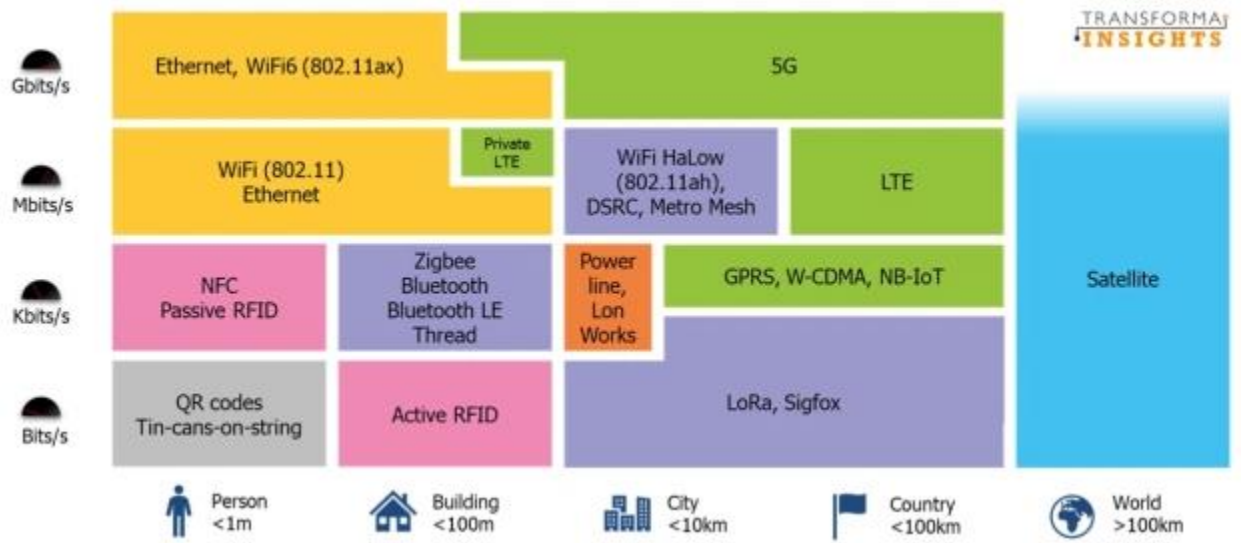 TRANSFORMA
INSIGHTS
Gbits/s
Ethernet, WiFi6 (802.11ax)
5G
Mbits/s
WiFi (802.11)
Ethernet
Private
LTE
WiFi HaLow
(802.11ah),
DSRC, Metro Mesh
LTE
Kbits/s
NFC
Passive RFID
Zigbee
Bluetooth
Bluetooth LE
Thread
Power
line,
Lon
Works
GPRS, W-CDMA, NB-IoT
Satellite
Bits/s
QR codes
Tin-cans-on-string
Active RFID
LoRa, Sigfox
Person
<1m
Building
<100m
City
<10km
Country
<100km
World
>100km